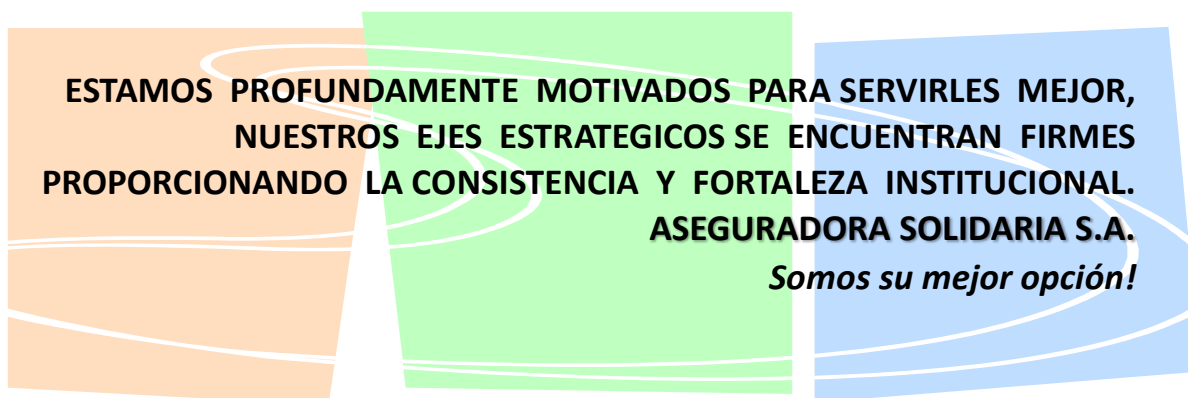 ESTAMOS PROFUNDAMENTE MOTIVADOS PARA SERVIRLES MEJOR,
NUESTROS EJES ESTRATEGICOS SE ENCUENTRAN FIRMES
PROPORCIONANDO LA CONSISTENCIA Y FORTALEZA INSTITUCIONAL.
ASEGURADORA SOLIDARIA S.A.
Somos su mejor opción!